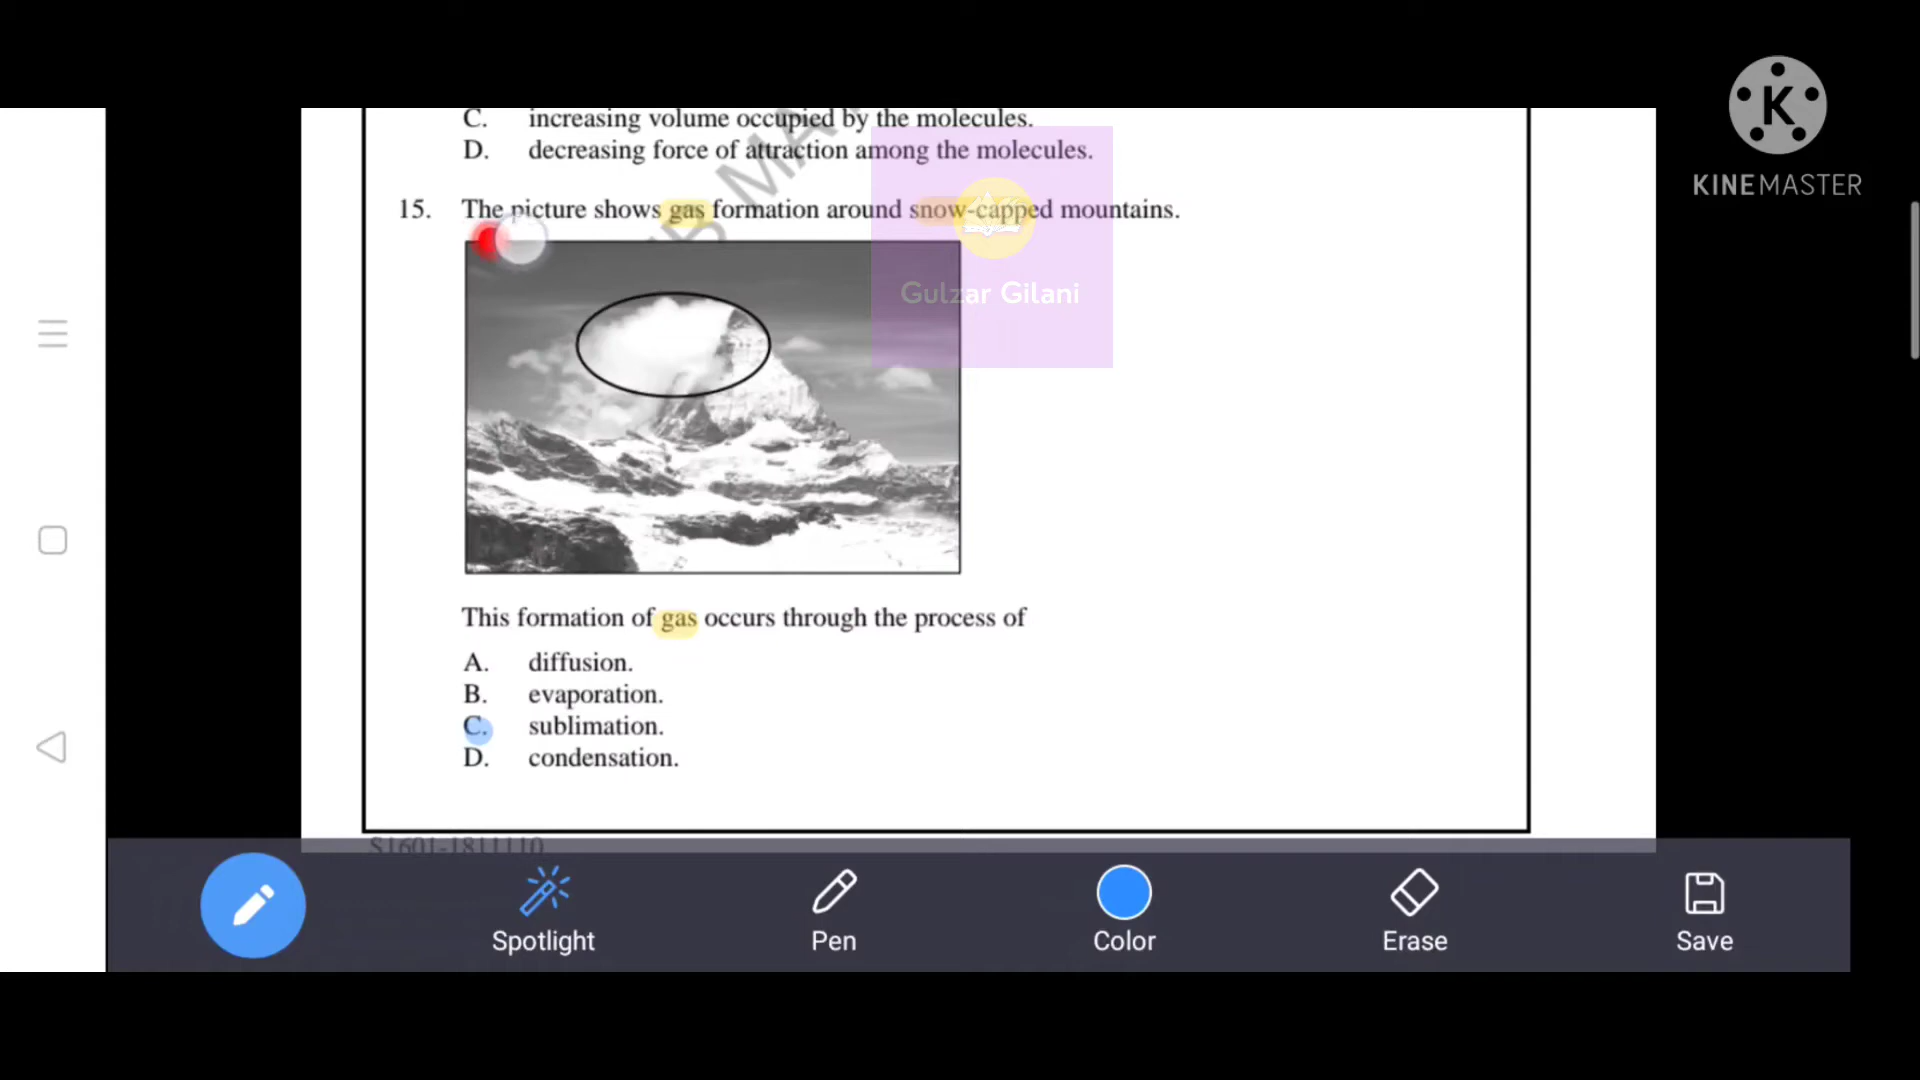 C. increasing volume occupied by the molecules.
D. decreasing force of attraction among the molecules.
15. The picture shows gas formation around snow-capped mountains.
Gulzar Gilani
This formation of gas occurs through the process of
A. diffusion.
B. evaporation.
C. sublimation.
D. condensation.
S1601-1811110
Spotlight
Pen
Color
Erase
Save
K
KINEMASTER